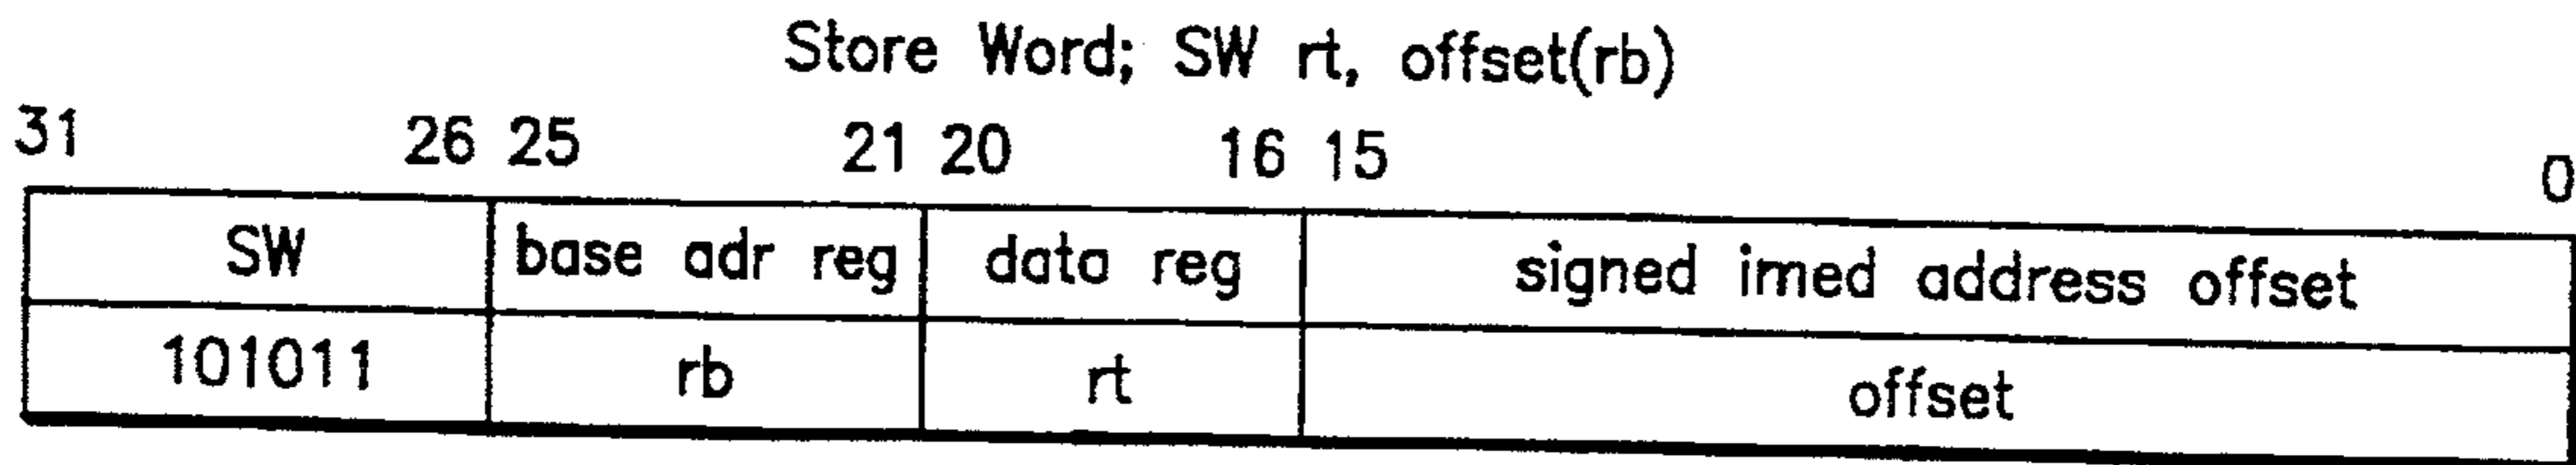 Store Word; SW rt, offset(rb)
31 26 25 21 20 16 15 0
SW base adr reg data reg signed imed address offset
101011 rb rt offset